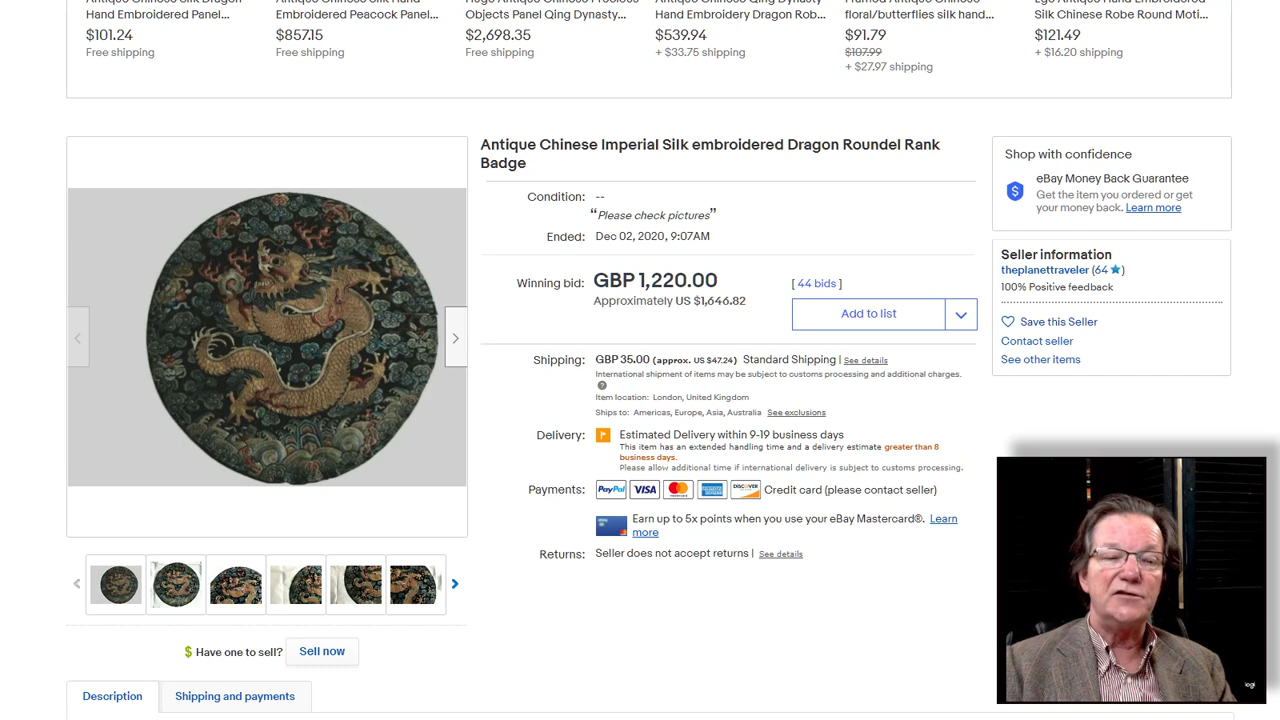 Hand Embroidered Panel...
Embroidered Peacock Panel...
Objects Panel Qing Dynasty...
Hand Embroidery Dragon Rob...
floral/butterflies silk hand...
Silk Chinese Robe Round Moti...
$101.24
$857.15
$2,698.35
$539.94
$91.79
$121.49
Free shipping
Free shipping
Free shipping
+ $33.75 shipping
$107.99
+ $16.20 shipping
+ $27.97 shipping
Antique Chinese Imperial Silk embroidered Dragon Roundel Rank
Badge
Condition: --
“Please check pictures”
Ended: Dec 02, 2020, 9:07AM
Winning bid: GBP 1,220.00 [ 44 bids ]
Approximately US $1,646.82
Add to list
Shipping: GBP 35.00 (approx. US $47.24) Standard Shipping | See details
International shipment of items may be subject to customs processing and additional charges.
?
Item location: London, United Kingdom
Ships to: Americas, Europe, Asia, Australia See exclusions
Delivery: Estimated Delivery within 9-19 business days
This item has an extended handling time and a delivery estimate greater than 8
business days.
Please allow additional time if international delivery is subject to customs processing.
Payments: PayPal VISA Credit card (please contact seller)
Earn up to 5x points when you use your eBay Mastercard®. Learn
more
Returns: Seller does not accept returns | See details
Shop with confidence
eBay Money Back Guarantee
Get the item you ordered or get
your money back. Learn more
Seller information
theplanettraveler (64)
100% Positive feedback
Save this Seller
Contact seller
See other items
$ Have one to sell? Sell now
Description
Shipping and payments
logi